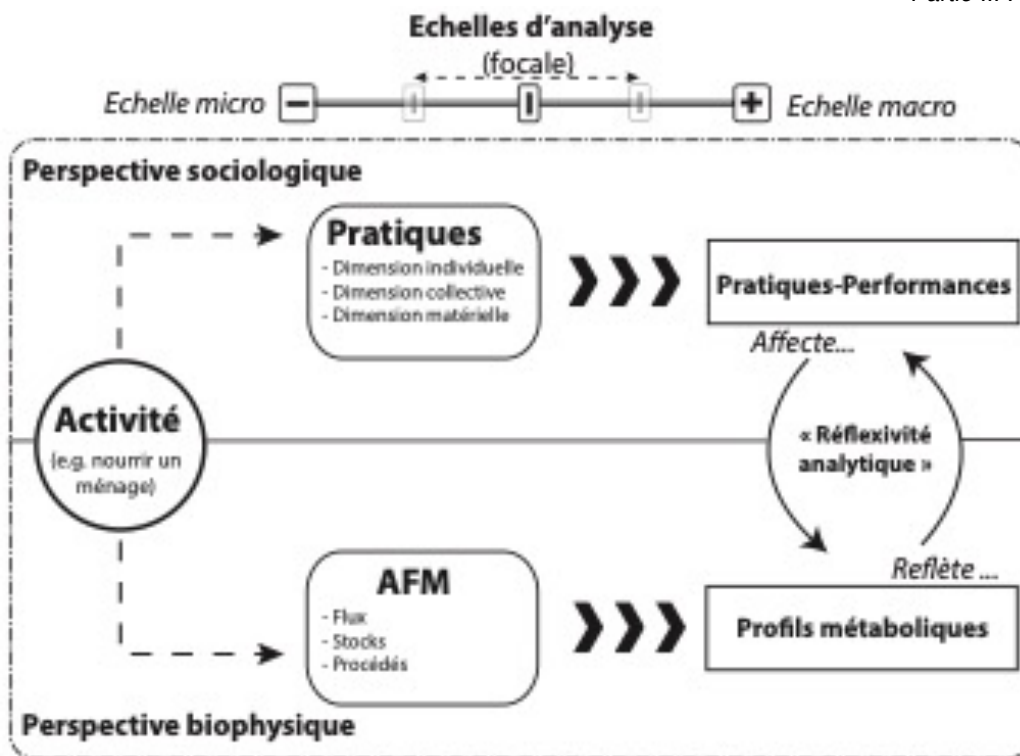 Echelles d'analyse
(focale)
Echelle micro
Echelle macro
Perspective sociologique
Pratiques
- Dimension individuelle
- Dimension collective
- Dimension matérielle
Pratiques-Performances
Affecte...
Activité
(e.g. nourrir un
ménage)
« Réflexivité
analytique »
Reflète ...
AFM
- Flux
- Stocks
- Procédés
Profils métaboliques
Perspective biophysique